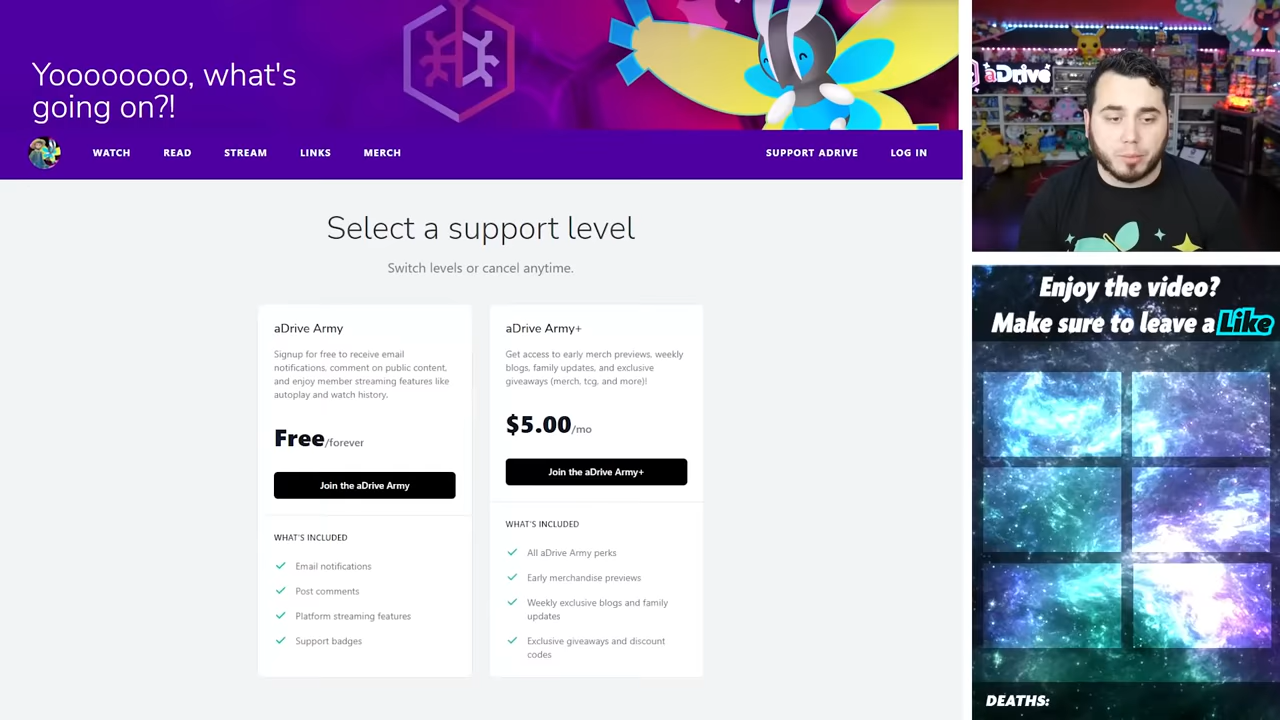 Yoooooooo, what's
going on?!
WATCH READ STREAM LINKS MERCH SUPPORT ADRIVE LOG IN
Select a support level
Switch levels or cancel anytime.
aDrive Army
Signup for free to receive email
notifications, comment on public content,
and enjoy member streaming features like
autoplay and watch history.
Free/forever
Join the aDrive Army
WHAT'S INCLUDED
Email notifications
Post comments
Platform streaming features
Support badges
aDrive Army+
Get access to early merch previews, weekly
blogs, family updates, and exclusive
giveaways (merch, tcg, and more)!
$5.00/mo
Join the aDrive Army+
WHAT'S INCLUDED
All aDrive Army perks
Early merchandise previews
Weekly exclusive blogs and family
updates
Exclusive giveaways and discount
codes
aDrive
Enjoy the video?
Make sure to leave a Like
DEATHS: